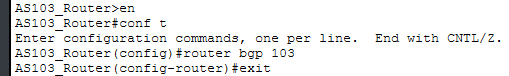 AS103_Router>en
AS103_Router#conf t
Enter configuration commands, one per line.  End with CNTL/Z.
AS103_Router(config)#router bgp 103
AS103_Router(config-router)#exit